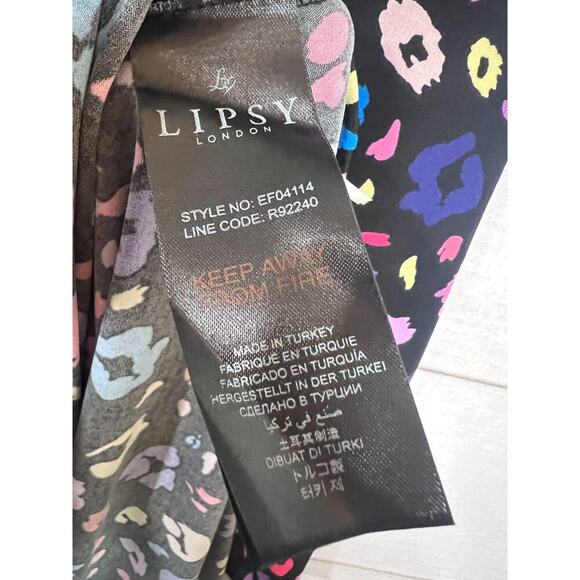 LIPSY
LONDON
STYLE NO: EF04114
LINE CODE: R92240
KEEP AWAY
FROM FIRE
MADE IN TURKEY
FABRIQUÉ EN TURQUIE
FABRICADO EN TURQUÍA
HERGESTELLT IN DER TURKEI
СДЕЛАНО В ТУРЦИИ
صنع في تركيا
土耳其制造
DIBUAT DI TURKI
トルコ製
터키 제